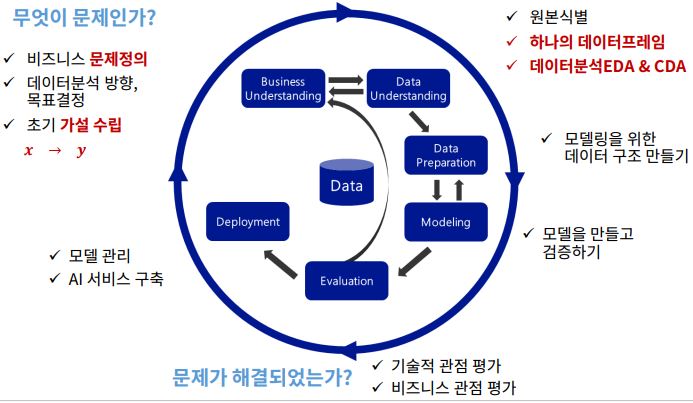 무엇이 문제인가?
✓ 비즈니스 문제정의
✓ 데이터분석 방향,
목표결정
✓ 초기 가설 수립
x → y
✓ 원본식별
✓ 하나의 데이터프레임
✓ 데이터분석EDA & CDA
Business
Understanding
Data
Understanding
✓ 모델링을 위한
데이터 구조 만들기
Data
Preparation
Data
Modeling
Deployment
✓ 모델을 만들고
검증하기
✓ 모델 관리
✓ AI 서비스 구축
Evaluation
문제가 해결되었는가?
✓ 기술적 관점 평가
✓ 비즈니스 관점 평가